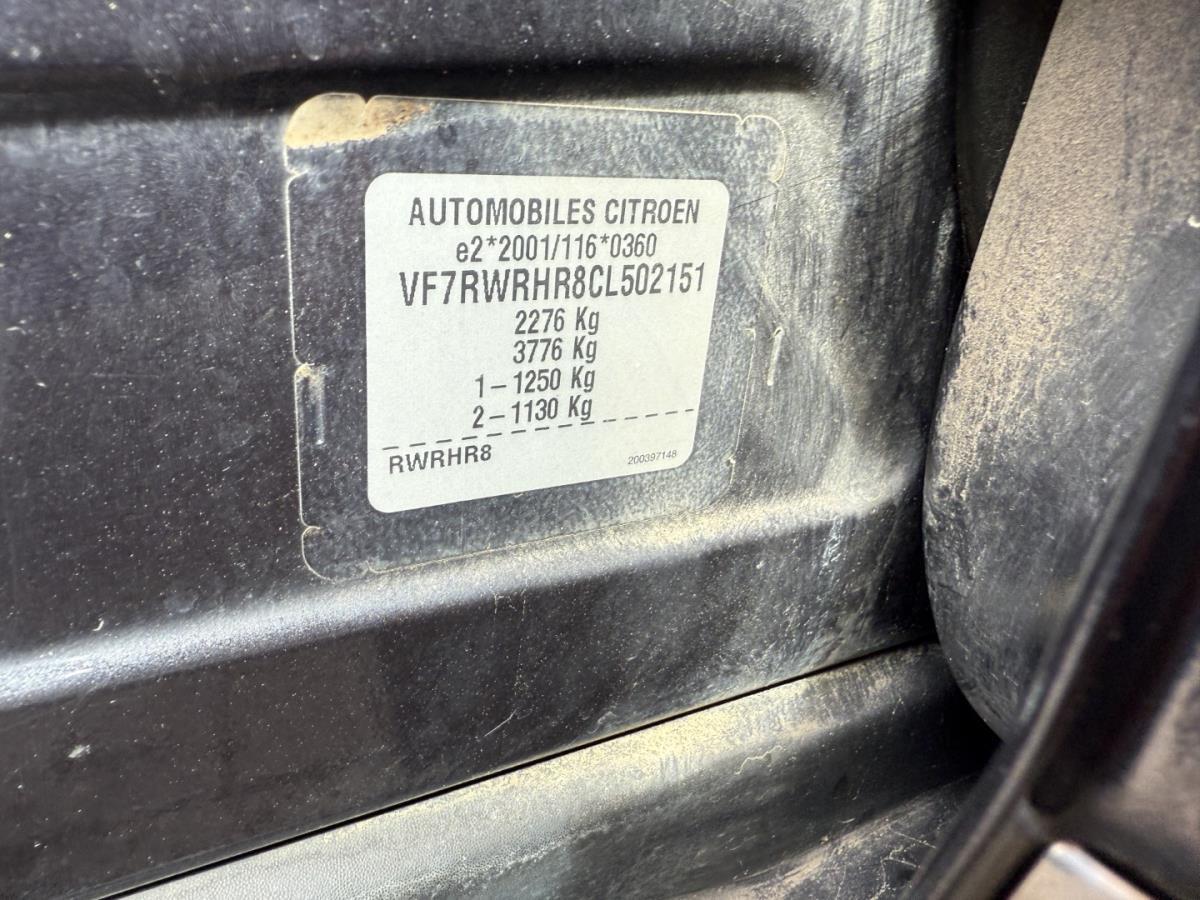 AUTOMOBILES CITROEN
e2*2001/116*0360
VF7RWRHR8CL502151
2276 Kg
3776 Kg
1-1250 Kg
2-1130 Kg
RWRHR8
200397148